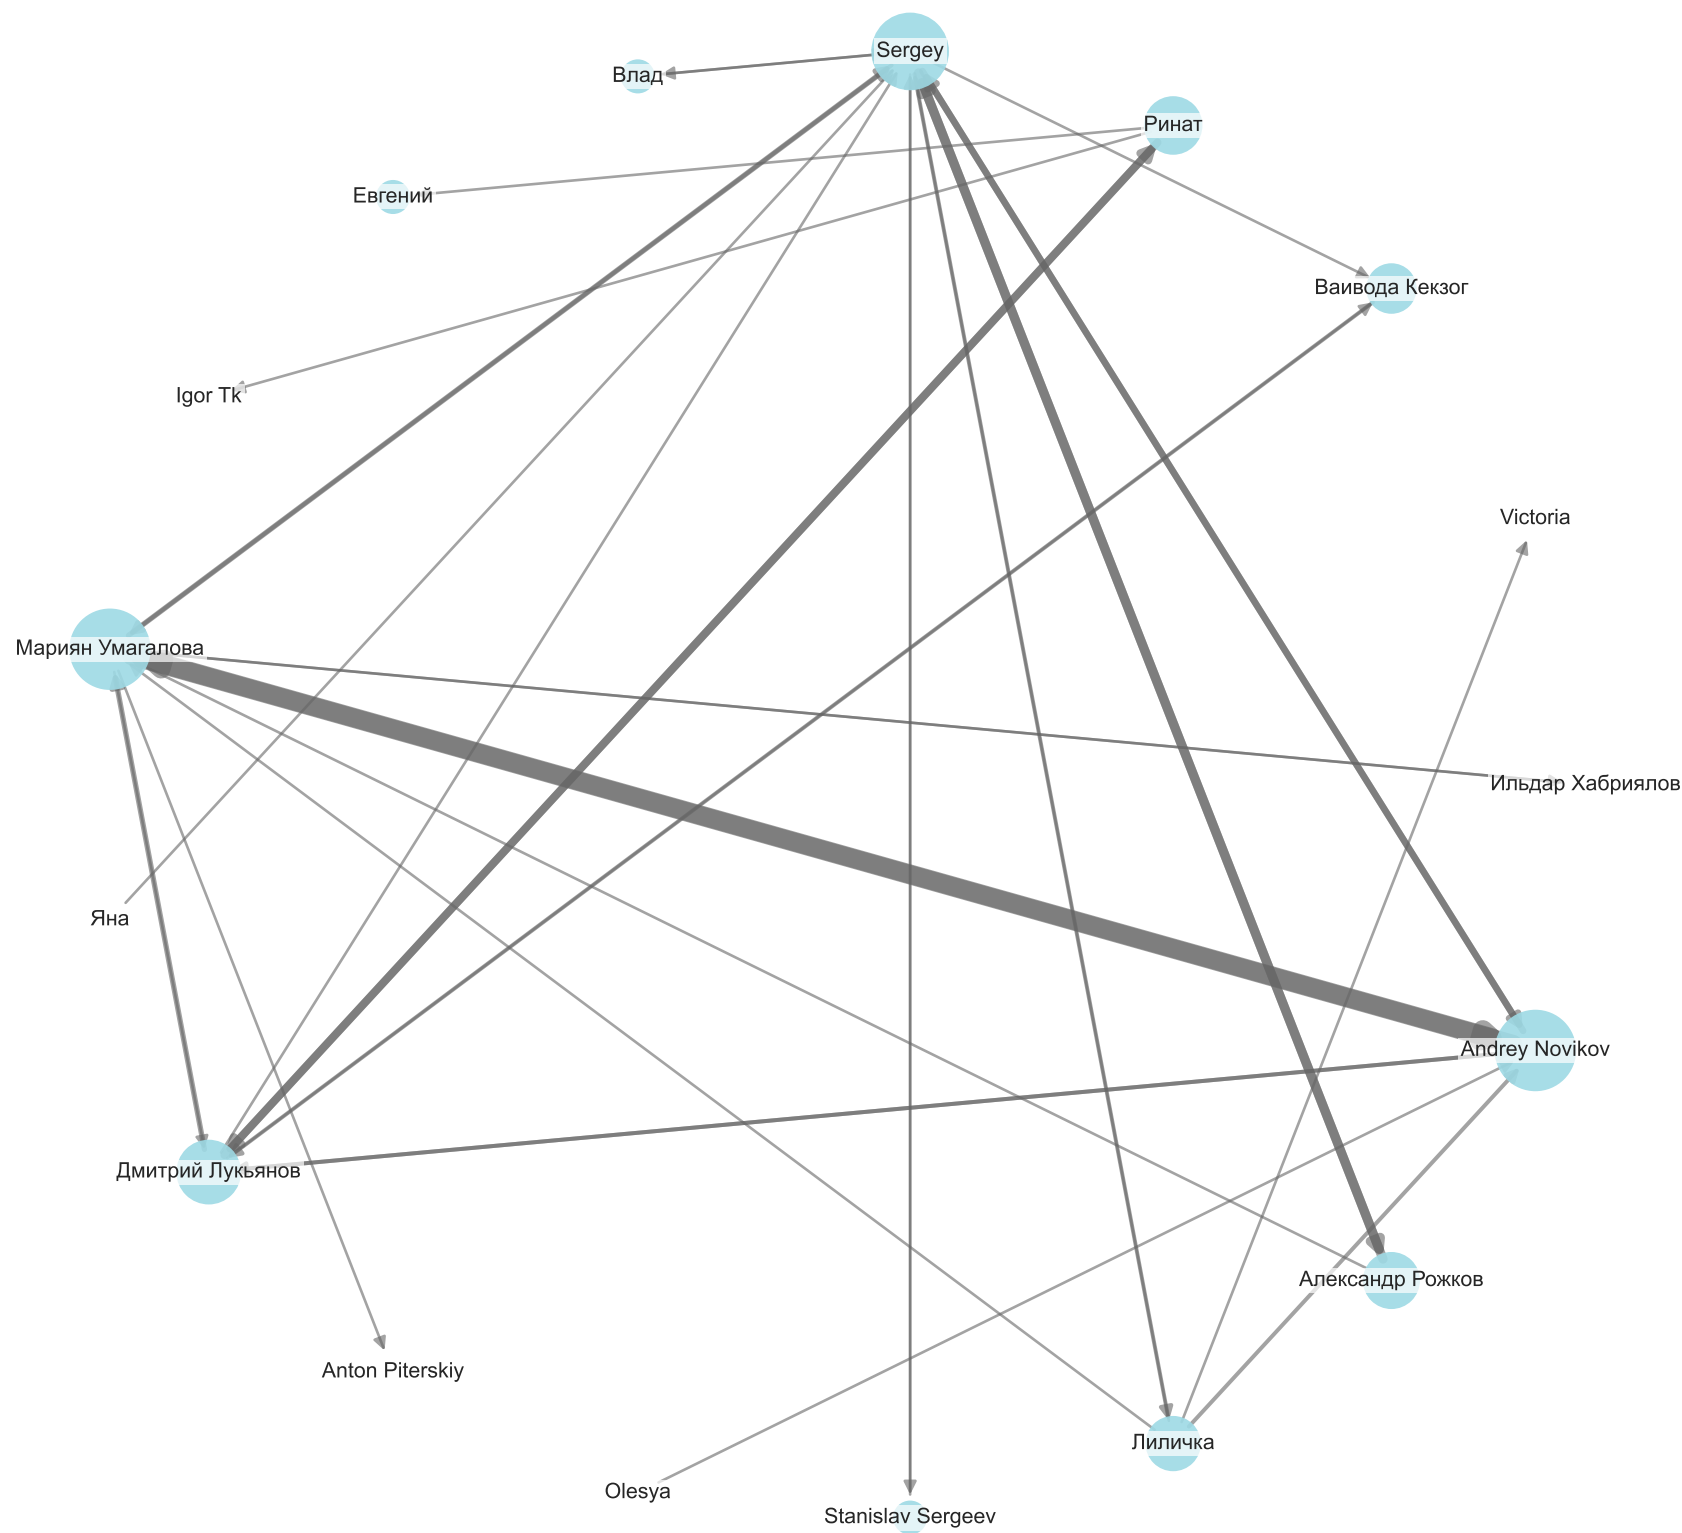 Sergey
Влад
Ринат
Евгений
Ваивода Кекзог
Igor Tk
Victoria
Мариян Умагалова
Ильдар Хабриялов
Яна
Andrey Novikov
Дмитрий Лукьянов
Александр Рожков
Anton Piterskiy
Лиличка
Olesya
Stanislav Sergeev